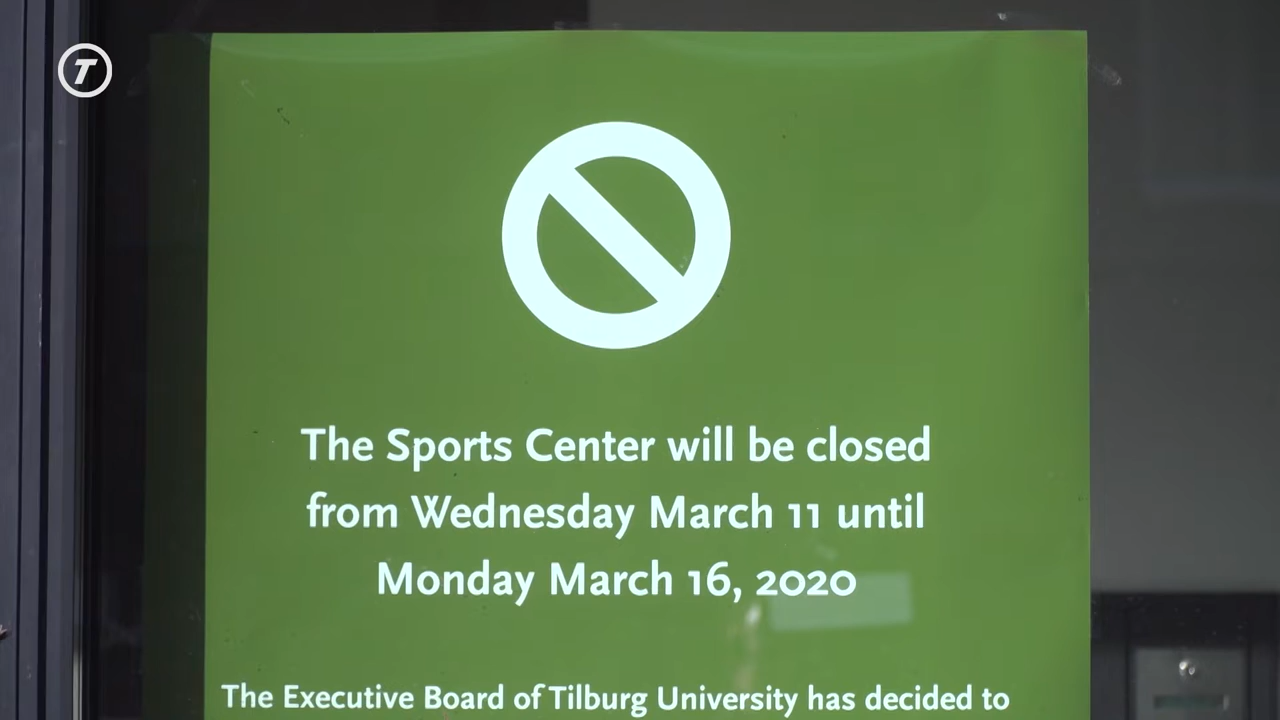 T
The Sports Center will be closed
from Wednesday March 11 until
Monday March 16, 2020
The Executive Board of Tilburg University has decided to